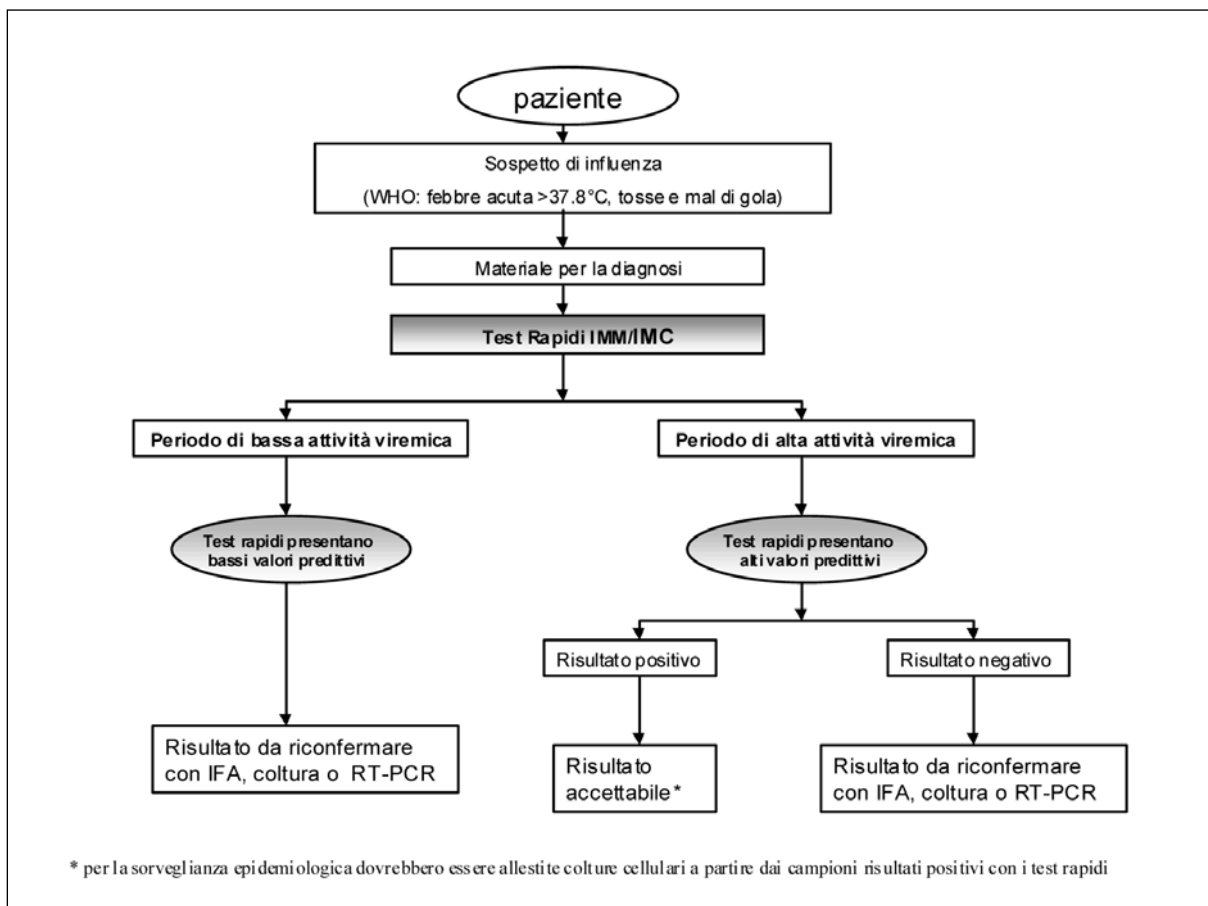 paziente
Sospetto di influenza
(WHO: febbre acuta >37.8°C, tosse e mal di gola)
Materiale per la diagnosi
Test Rapidi IMM/IMC
Periodo di bassa attività viremica
Periodo di alta attività viremica
Test rapidi presentano
bassi valori predittivi
Test rapidi presentano
alti valori predittivi
Risultato positivo
Risultato negativo
Risultato da riconfermare
con IFA, coltura o RT-PCR
Risultato
accettabile*
Risultato da riconfermare
con IFA, coltura o RT-PCR
* per la sorveglianza epidemiologica dovrebbero essere allestite colture cellulari a partire dai campioni risultati positivi con i test rapidi